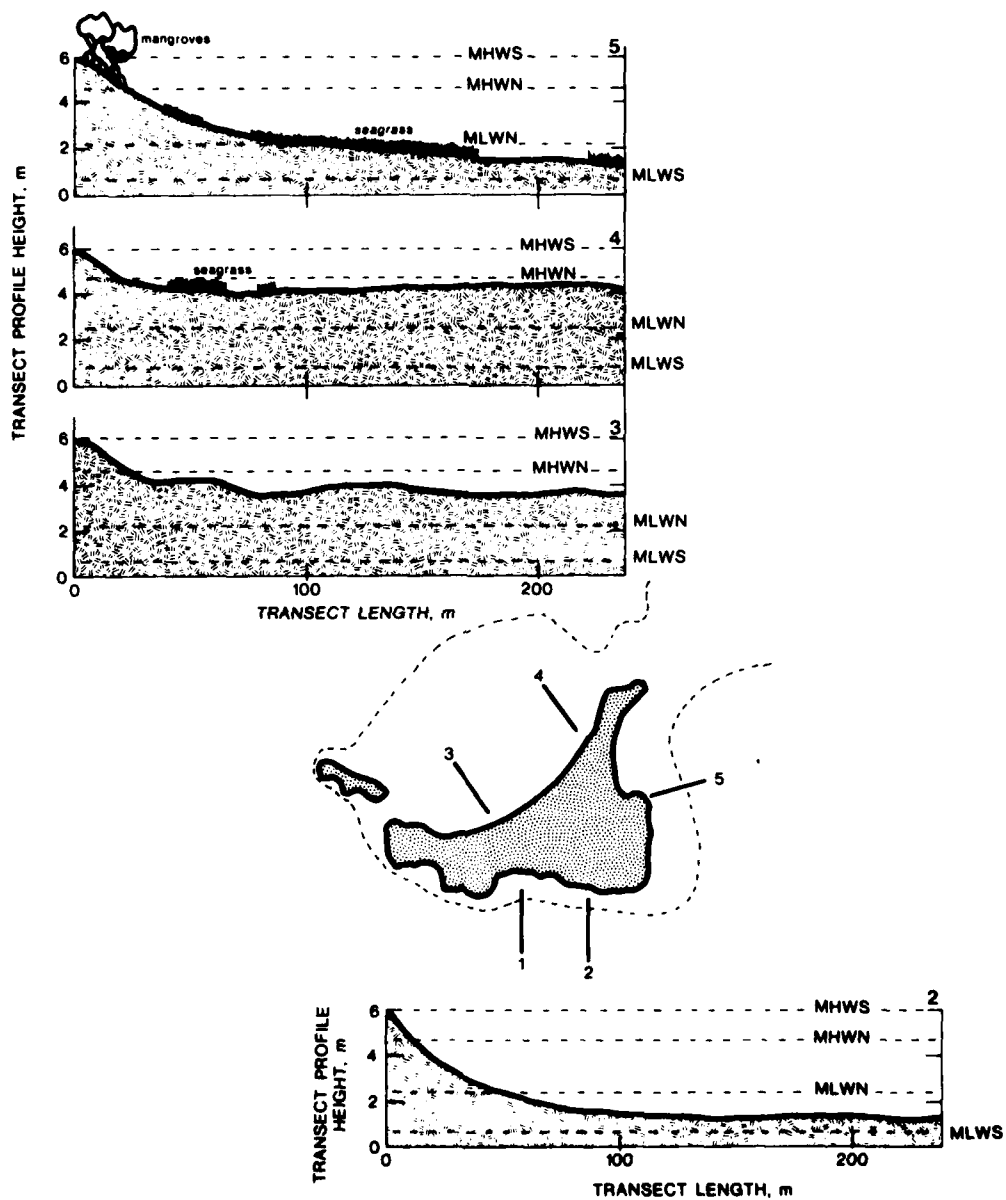 mangroves
MHWS 5
6
MHWN
4
seagrass
MLWN
2
MLWS
0
TRANSECT PROFILE HEIGHT, m
MHWS 4
6
seagrass
MHWN
4
MLWN
2
MLWS
0
MHWS 3
6
MHWN
4
MLWN
2
MLWS
0
0 100 200
TRANSECT LENGTH, m
4
3
5
1
2
TRANSECT PROFILE
HEIGHT, m
2
6
MHWS
MHWN
4
MLWN
2
MLWS
0
0 100 200
TRANSECT LENGTH, m